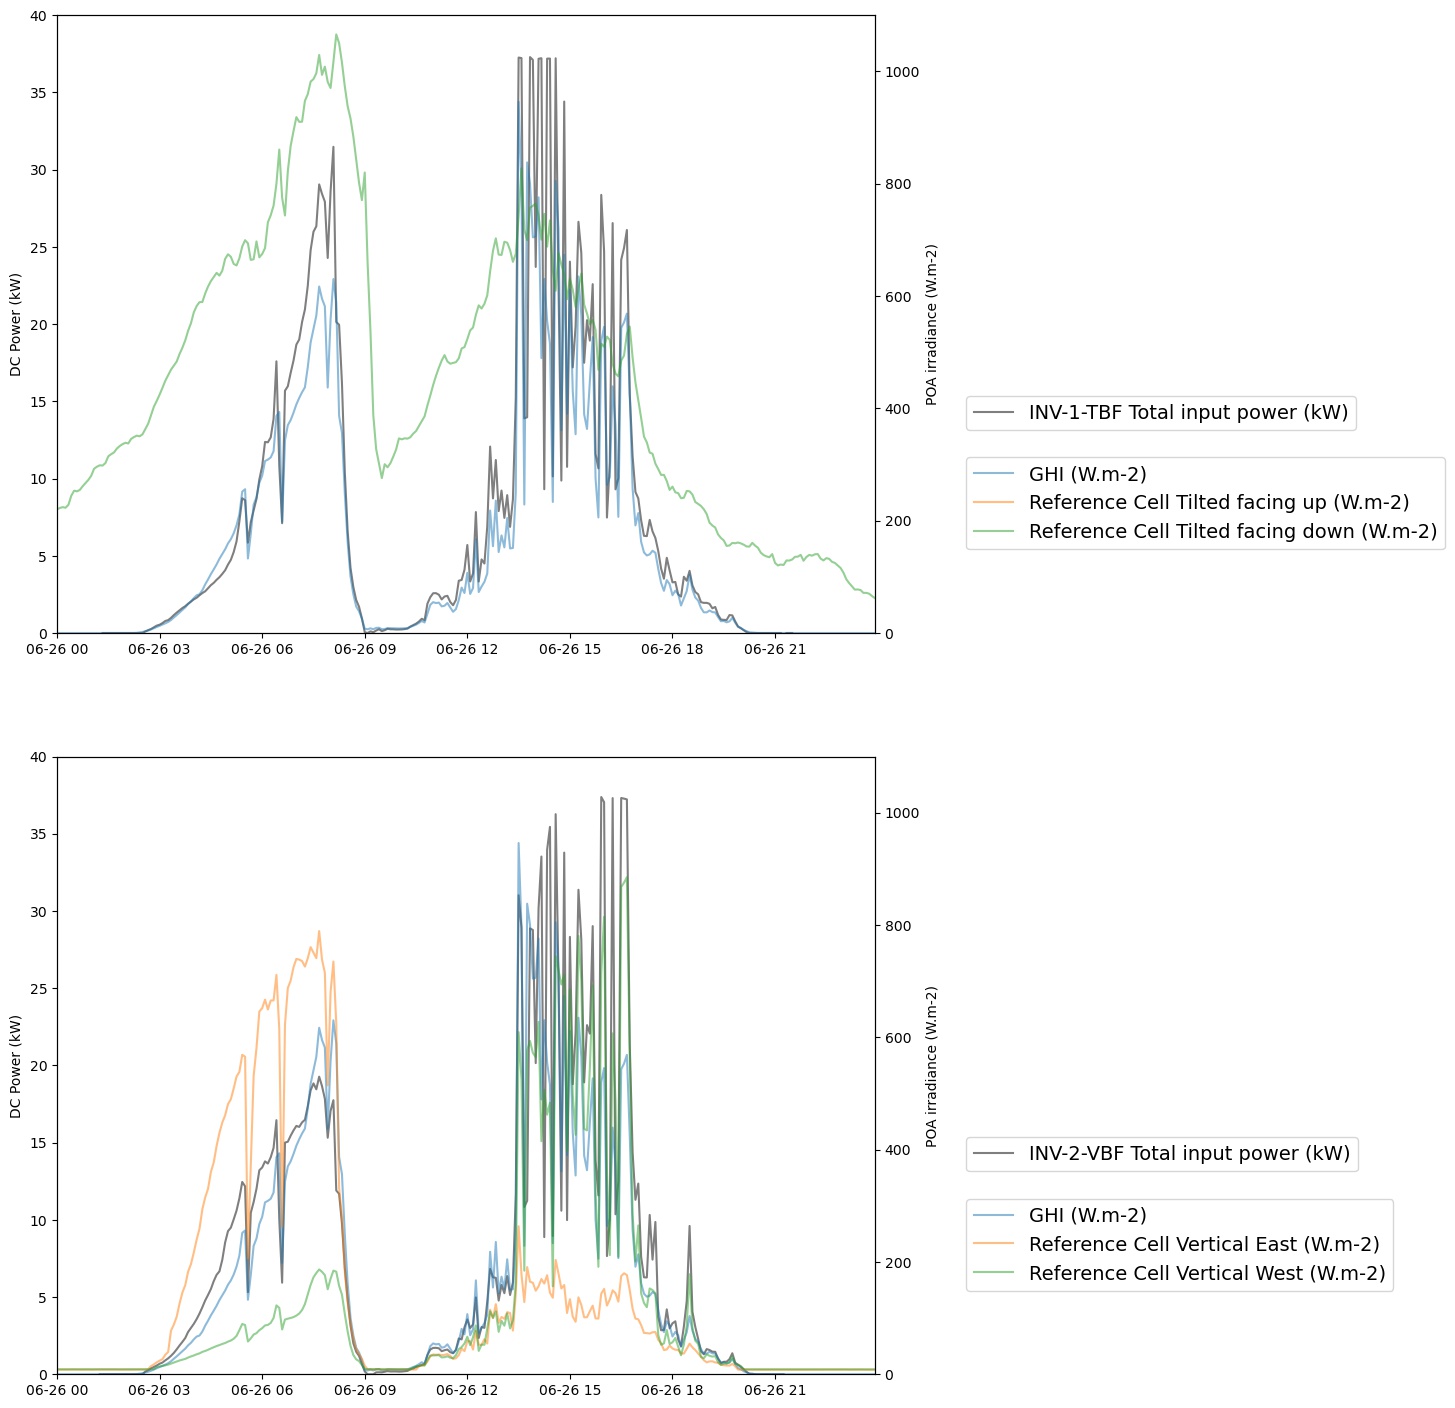 40
35
30
25
20
15
10
5
0
DC Power (kW)
1000
800
600
400
200
0
POA irradiance (W.m-2)
06-26 00 06-26 03 06-26 06 06-26 09 06-26 12 06-26 15 06-26 18 06-26 21
INV-1-TBF Total input power (kW)
GHI (W.m-2)
Reference Cell Tilted facing up (W.m-2)
Reference Cell Tilted facing down (W.m-2)
40
35
30
25
20
15
10
5
0
DC Power (kW)
1000
800
600
400
200
0
POA irradiance (W.m-2)
06-26 00 06-26 03 06-26 06 06-26 09 06-26 12 06-26 15 06-26 18 06-26 21
INV-2-VBF Total input power (kW)
GHI (W.m-2)
Reference Cell Vertical East (W.m-2)
Reference Cell Vertical West (W.m-2)